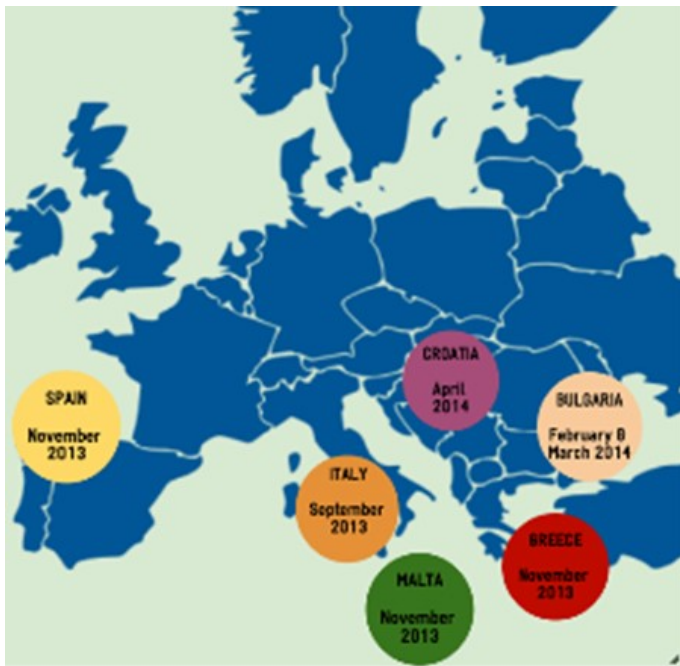 CROATIA
April
2014
SPAIN
November
2013
BULGARIA
February &
March 2014
ITALY
September
2013
GREECE
November
2013
MALTA
November
2013